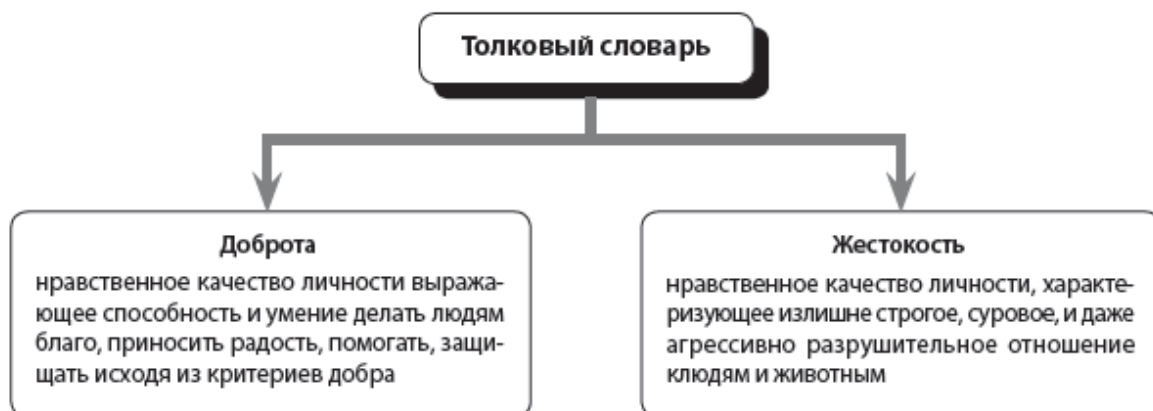 Толковый словарь
Доброта
нравственное качество личности выража-
ющее способность и умение делать людям
благо, приносить радость, помогать, защи-
щать исходя из критериев добра
Жестокость
нравственное качество личности, характе-
ризующее излишне строгое, суровое, и даже
агрессивно разрушительное отношение
клюдям и животным